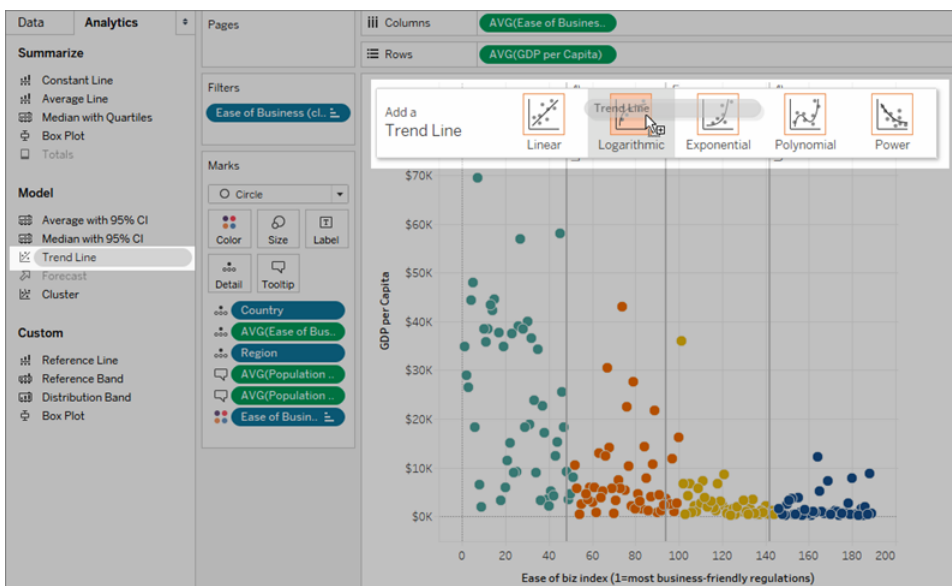 Data
Analytics
Summarize
Constant Line
Average Line
Median with Quartiles
Box Plot
Totals
Model
Average with 95% CI
Median with 95% CI
Trend Line
Forecast
Cluster
Custom
Reference Line
Reference Band
Distribution Band
Box Plot
Pages
Filters
Ease of Business (cl..
Marks
Circle
Color
Size
Label
Detail
Tooltip
Country
AVG(Ease of Bus..
Region
AVG(Population ..
AVG(Population ..
Ease of Busin..
Columns
AVG(Ease of Busines..
Rows
AVG(GDP per Capita)
Add a
Trend Line
Trend Line
Linear
Logarithmic
Exponential
Polynomial
Power
$70K
$60K
$50K
$40K
$30K
$20K
$10K
$0K
GDP per Capita
0 20 40 60 80 100 120 140 160 180 200
Ease of biz index (1=most business-friendly regulations)